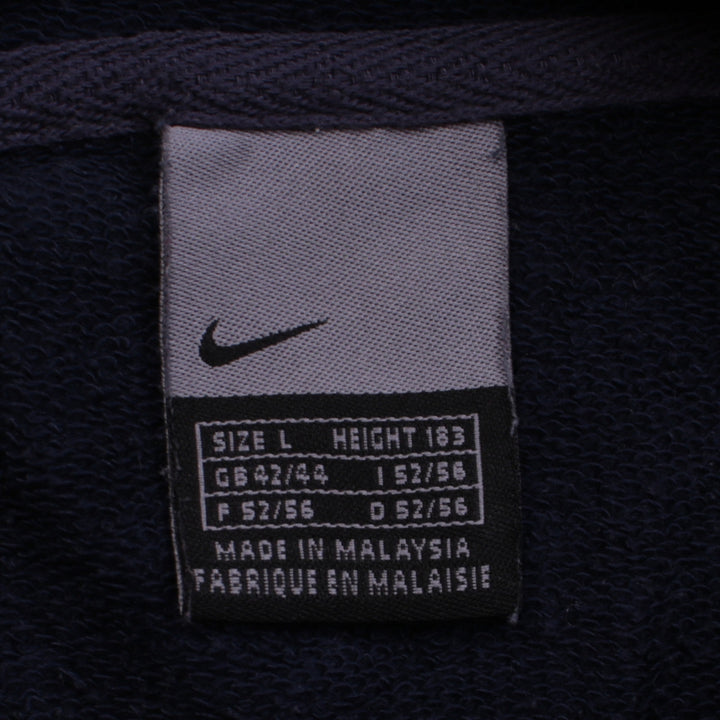 SIZE L HEIGHT 183
GB 42/44 I 52/56
F 52/56 D 52/56
MADE IN MALAYSIA
FABRIQUE EN MALAISIE